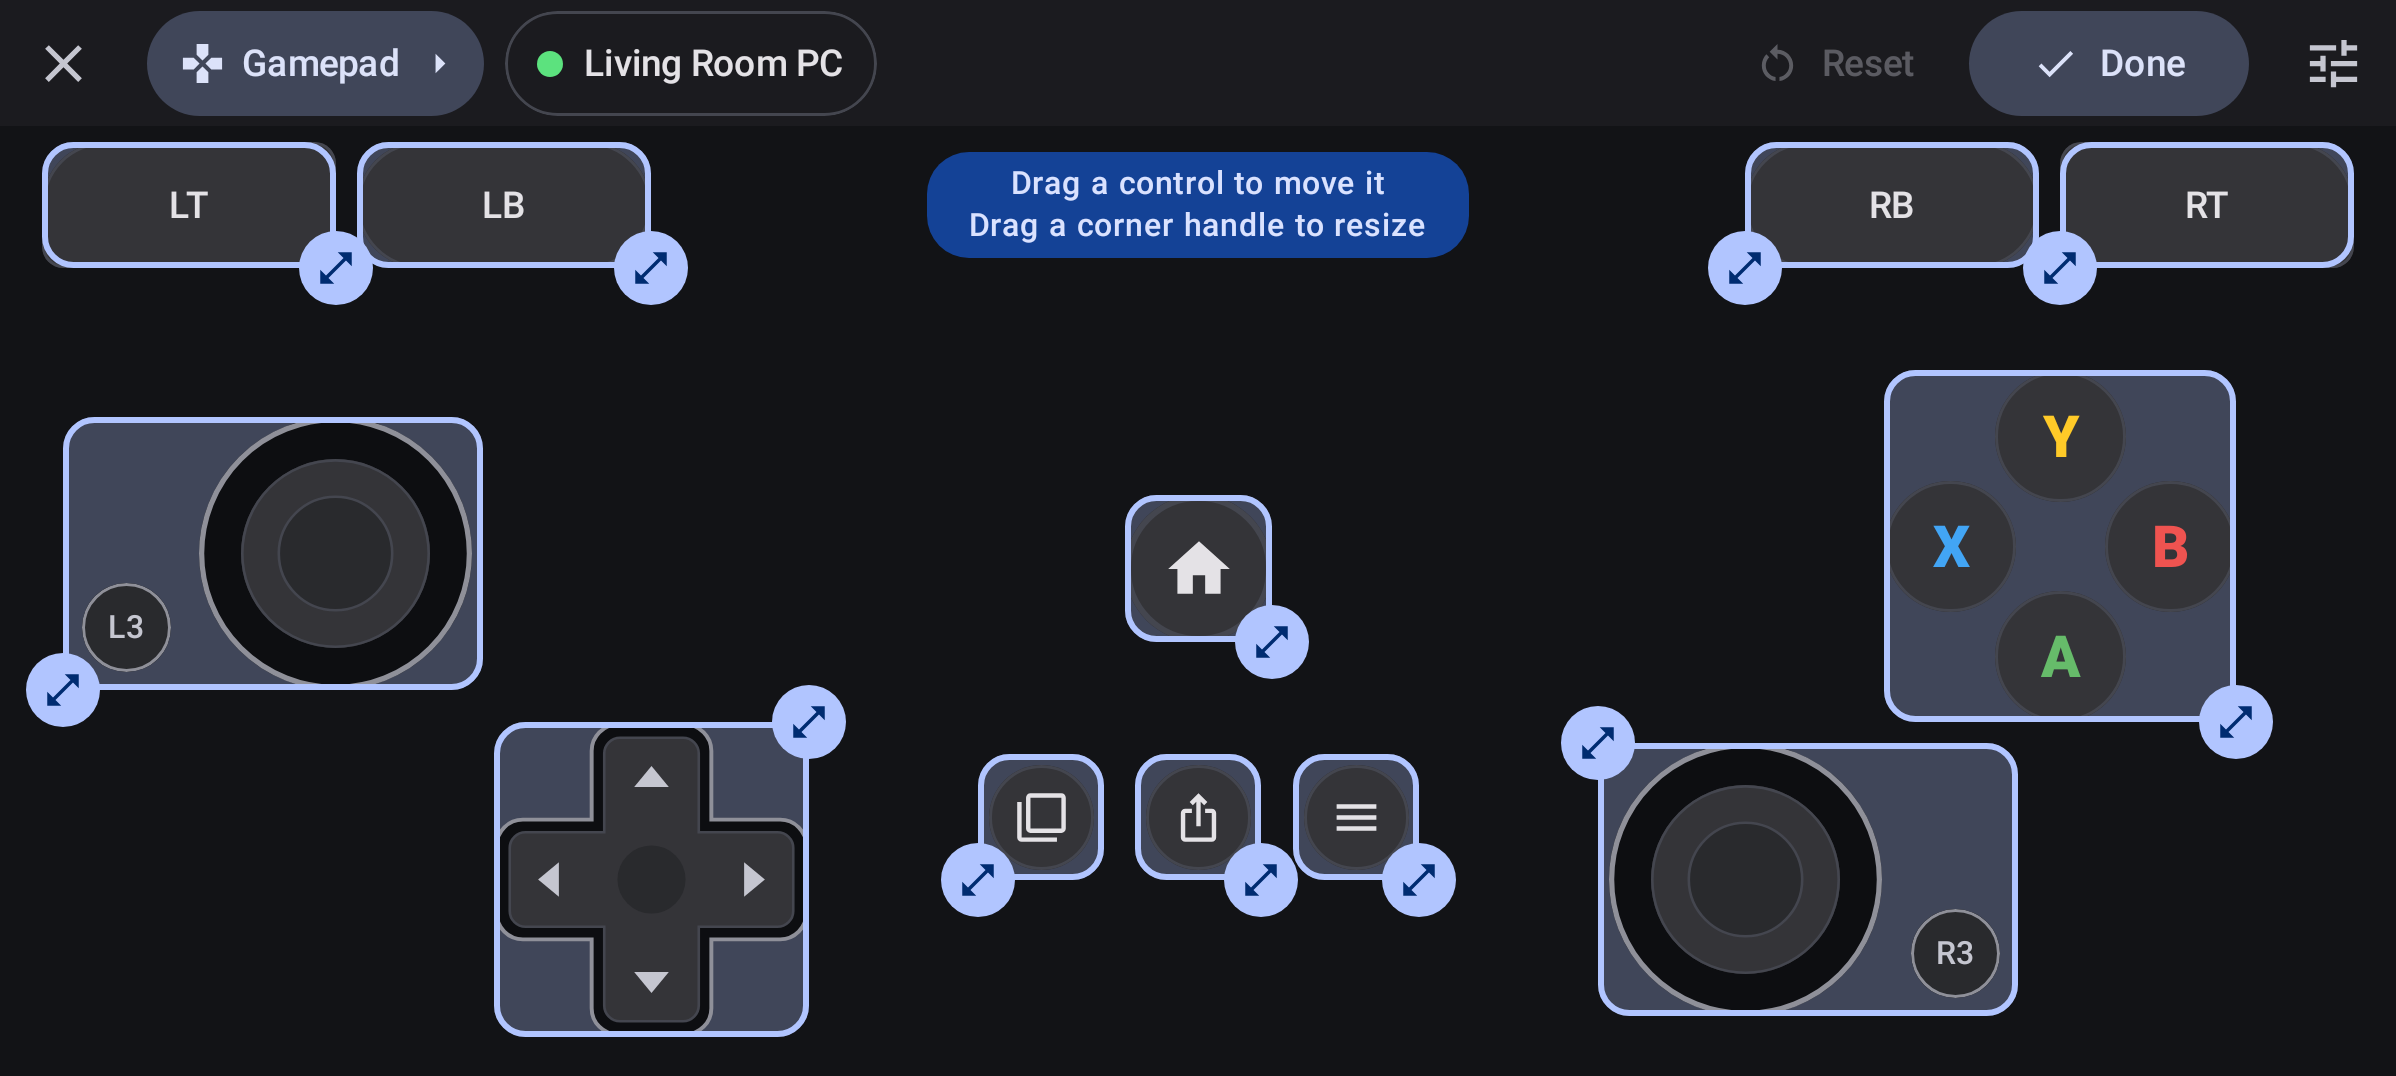 Gamepad
Living Room PC
Reset
Done
LT
LB
Drag a control to move it
Drag a corner handle to resize
RB
RT
Y
X
B
A
L3
R3